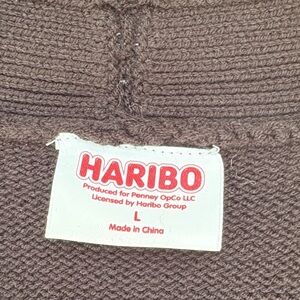 HARIBO
Produced for Penney OpCo LLC
Licensed by Haribo Group
L
Made in China